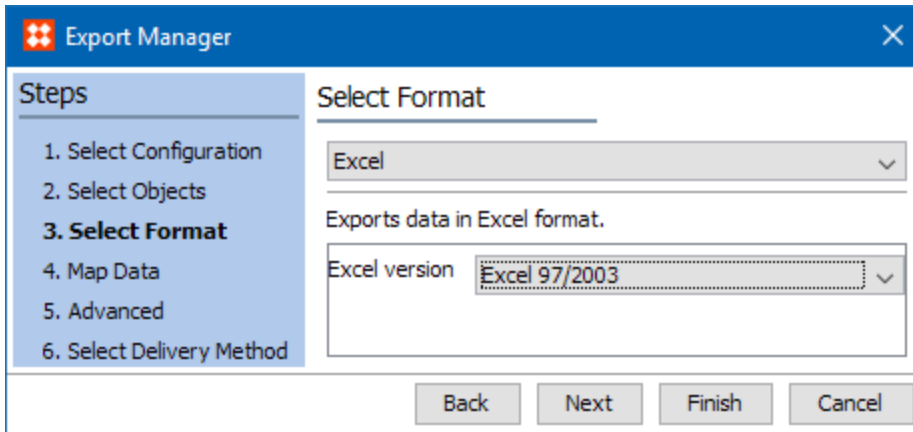 Export Manager
Steps
1. Select Configuration
2. Select Objects
3. Select Format
4. Map Data
5. Advanced
6. Select Delivery Method
Select Format
Excel
Exports data in Excel format.
Excel version Excel 97/2003
Back Next Finish Cancel